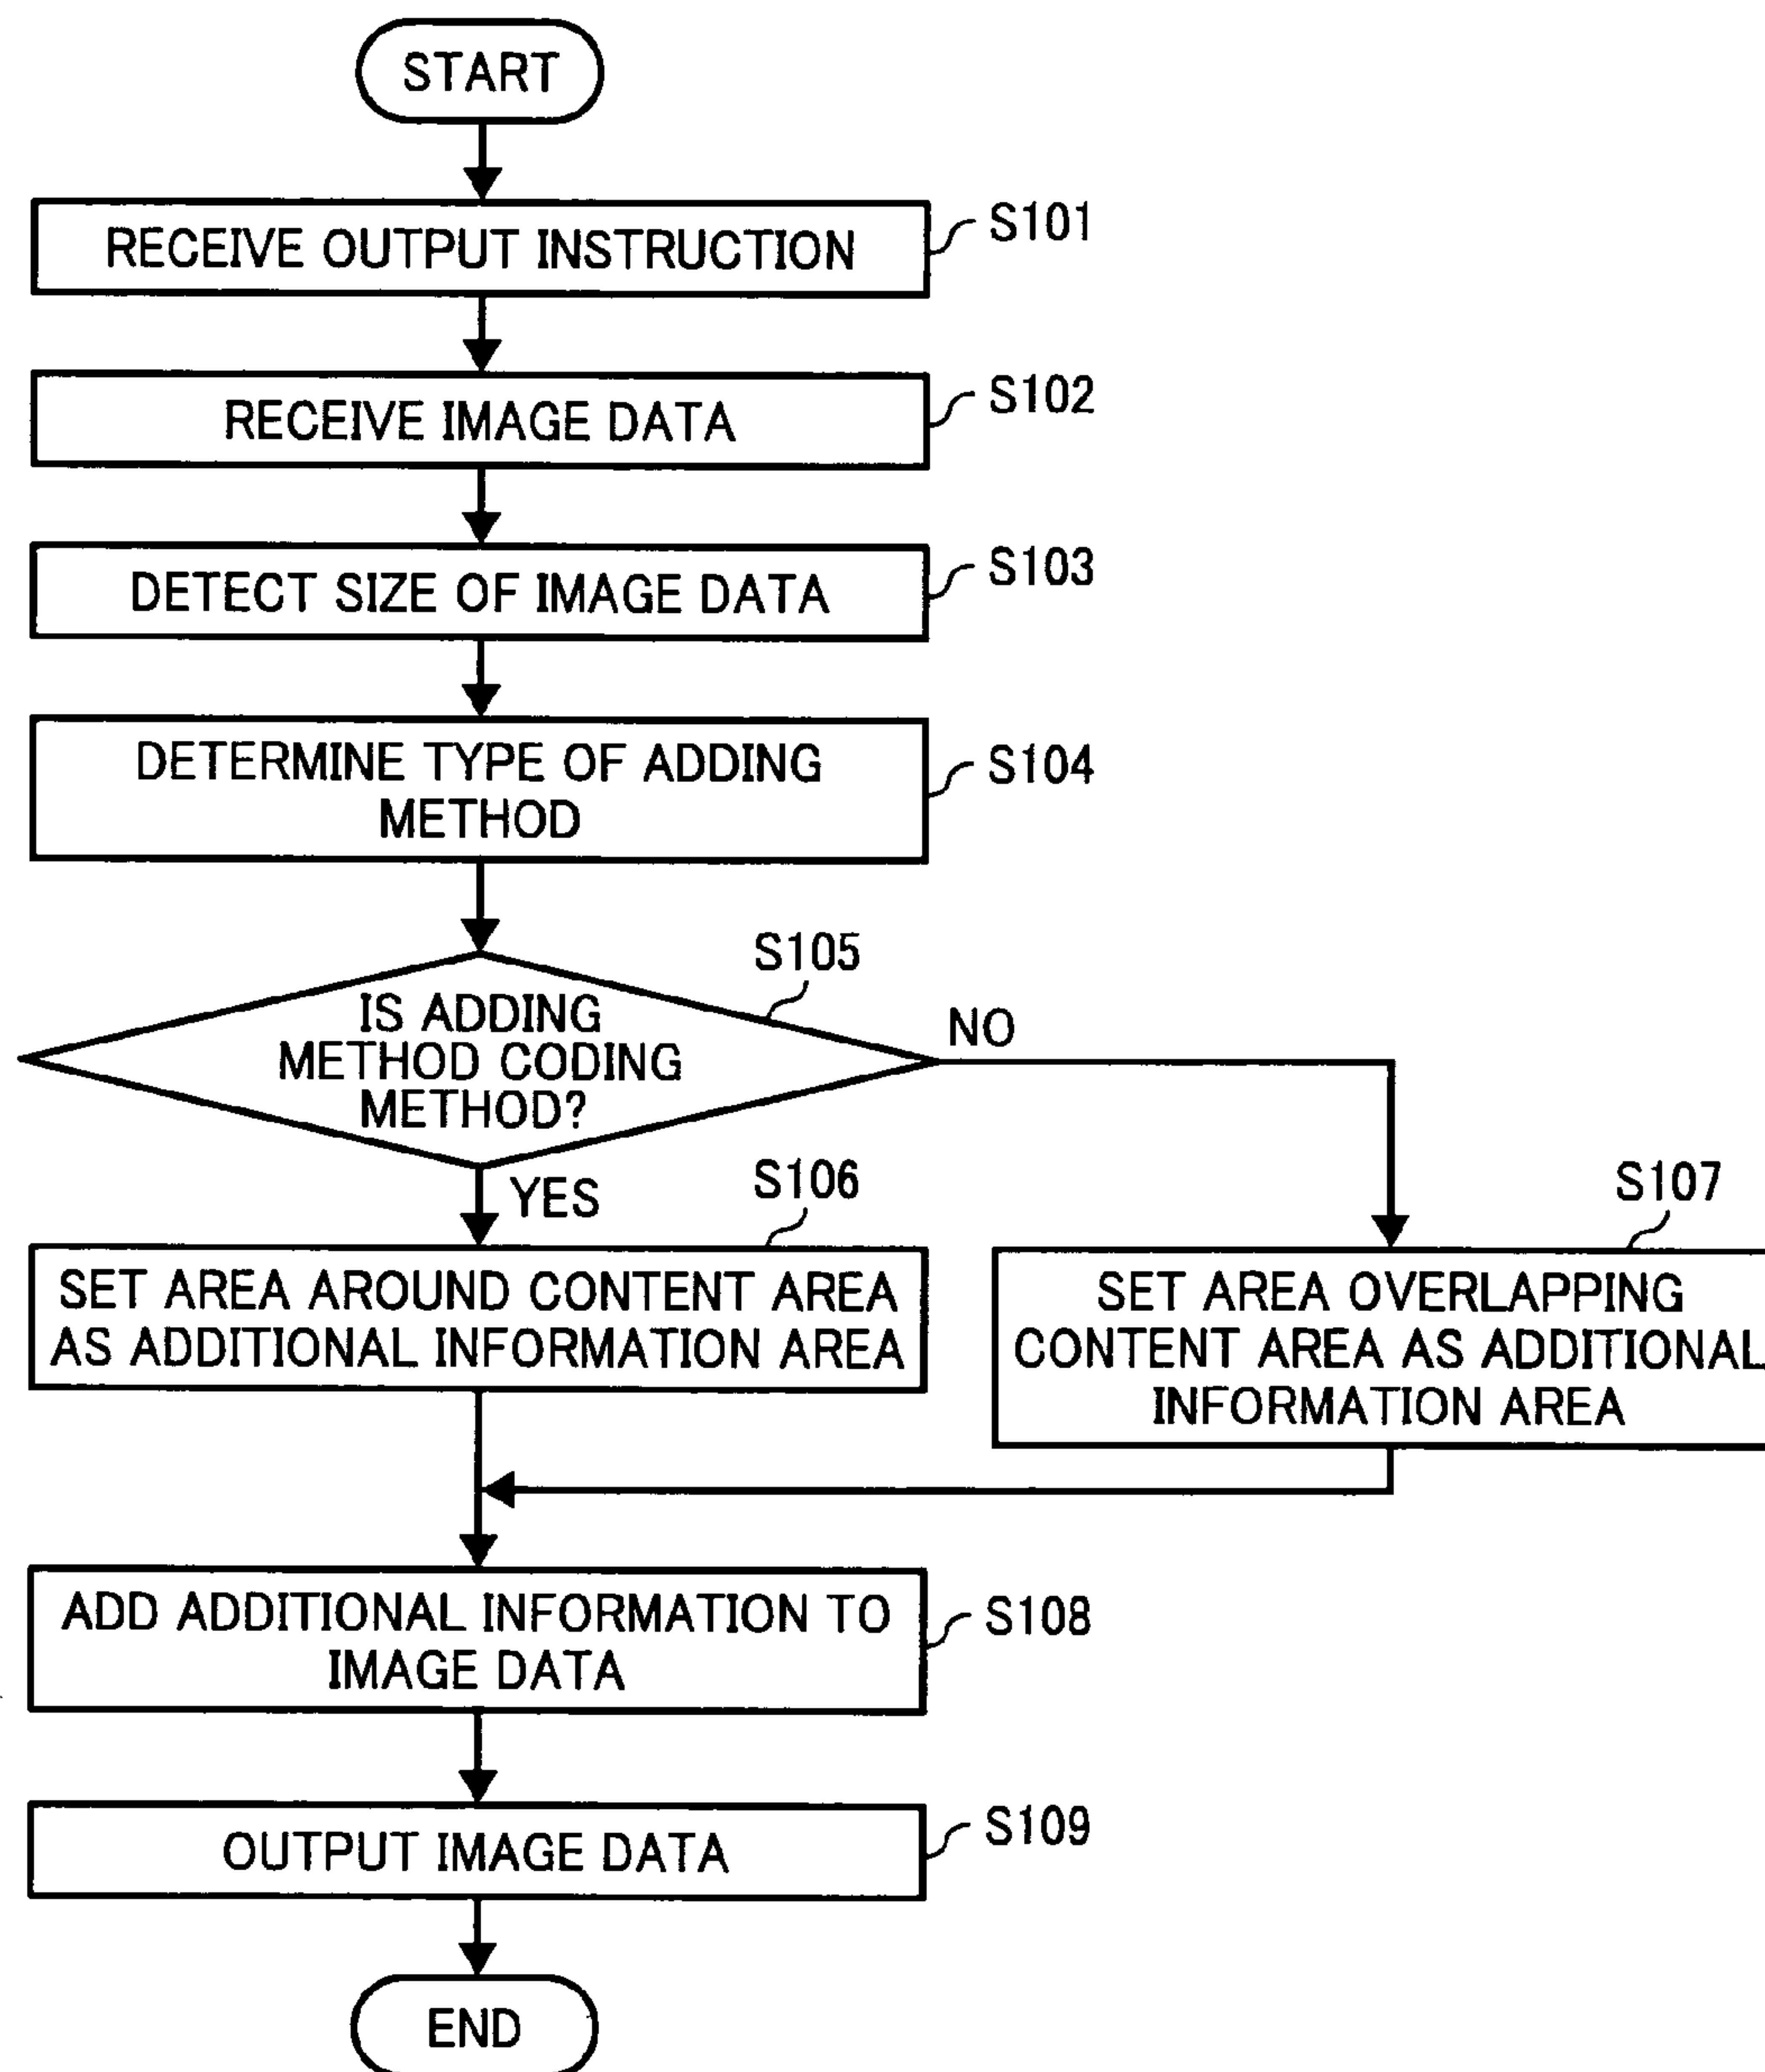 START
RECEIVE OUTPUT INSTRUCTION
S101
RECEIVE IMAGE DATA
S102
DETECT SIZE OF IMAGE DATA
S103
DETERMINE TYPE OF ADDING
METHOD
S104
IS ADDING
METHOD CODING
METHOD?
S105
NO
YES
S106
SET AREA AROUND CONTENT AREA
AS ADDITIONAL INFORMATION AREA
S107
SET AREA OVERLAPPING
CONTENT AREA AS ADDITIONAL
INFORMATION AREA
ADD ADDITIONAL INFORMATION TO
IMAGE DATA
S108
OUTPUT IMAGE DATA
S109
END